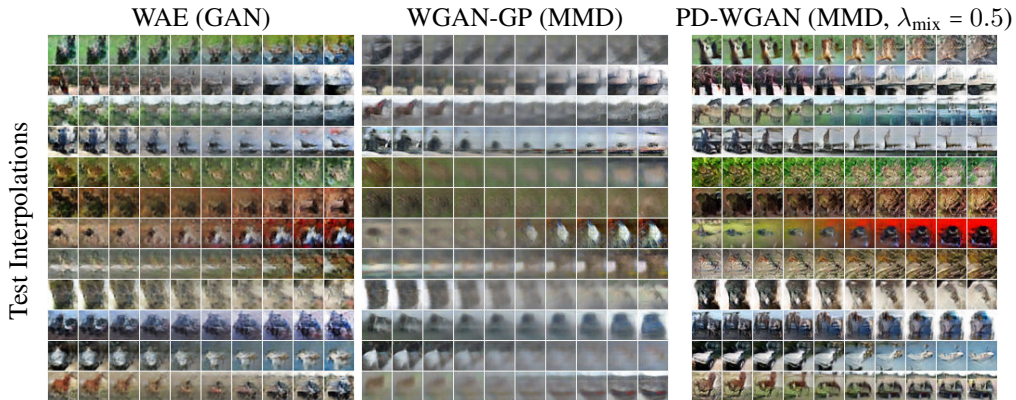 WAE (GAN)
WGAN-GP (MMD)
PD-WGAN (MMD, λmix = 0.5)
Test Interpolations